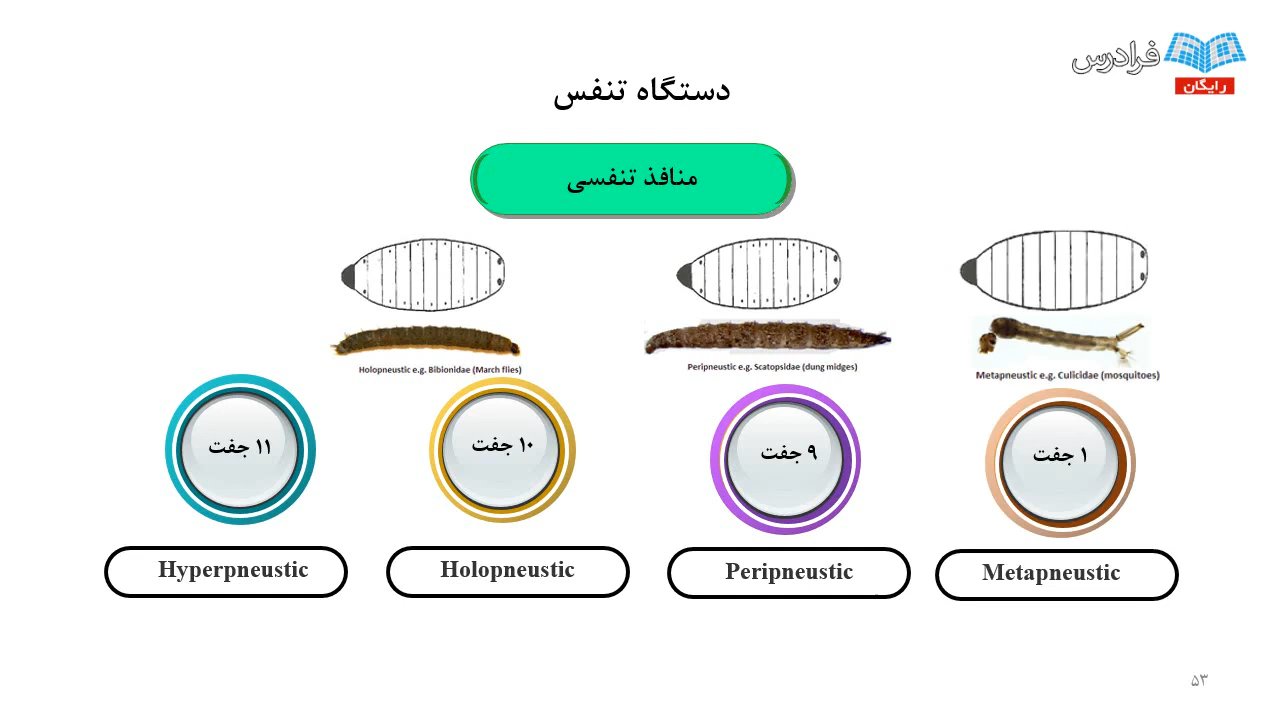 فرادرس
رایگان
دستگاه تنفس
منافذ تنفسی
Holopneustic e.g. Bibionidae (March flies)
Peripneustic e.g. Scatopsidae (dung midges)
Metapneustic e.g. Culicidae (mosquitoes)
۱۱ جفت
۱۰ جفت
۹ جفت
۱ جفت
Hyperpneustic
Holopneustic
Peripneustic
Metapneustic
۵۳